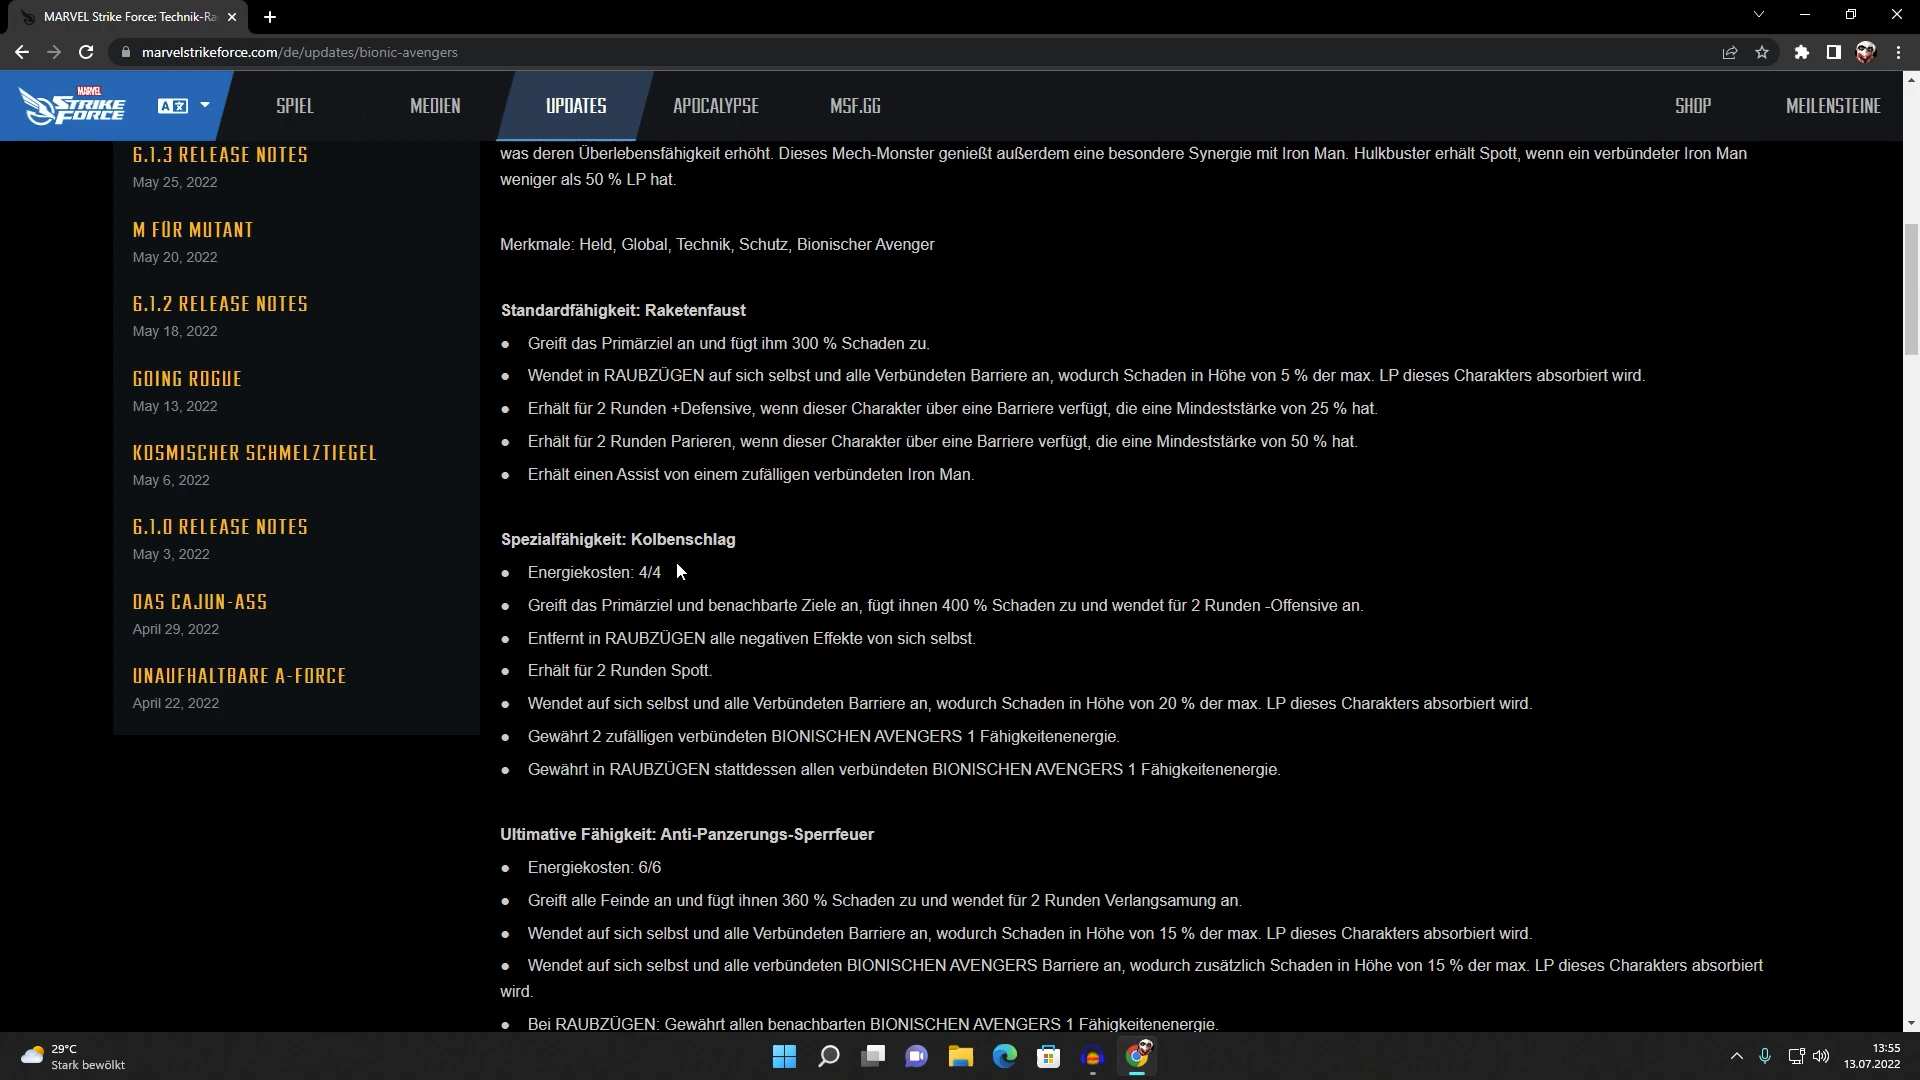 MARVEL Strike Force: Technik-Ra
marvelstrikeforce.com/de/updates/bionic-avengers
MARVEL
STRIKE
FORCE
SPIEL
MEDIEN
UPDATES
APOCALYPSE
MSF.GG
SHOP
MEILENSTEINE
6.1.3 RELEASE NOTES
May 25, 2022
M FÜR MUTANT
May 20, 2022
6.1.2 RELEASE NOTES
May 18, 2022
GOING ROGUE
May 13, 2022
KOSMISCHER SCHMELZTIEGEL
May 6, 2022
6.1.0 RELEASE NOTES
May 3, 2022
DAS CAJUN-ASS
April 29, 2022
UNAUFHALTBARE A-FORCE
April 22, 2022
was deren Überlebensfähigkeit erhöht. Dieses Mech-Monster genießt außerdem eine besondere Synergie mit Iron Man. Hulkbuster erhält Spott, wenn ein verbündeter Iron Man
weniger als 50 % LP hat.
Merkmale: Held, Global, Technik, Schutz, Bionischer Avenger
Standardfähigkeit: Raketenfaust
● Greift das Primärziel an und fügt ihm 300 % Schaden zu.
● Wendet in RAUBZÜGEN auf sich selbst und alle Verbündeten Barriere an, wodurch Schaden in Höhe von 5 % der max. LP dieses Charakters absorbiert wird.
● Erhält für 2 Runden +Defensive, wenn dieser Charakter über eine Barriere verfügt, die eine Mindeststärke von 25 % hat.
● Erhält für 2 Runden Parieren, wenn dieser Charakter über eine Barriere verfügt, die eine Mindeststärke von 50 % hat.
● Erhält einen Assist von einem zufälligen verbündeten Iron Man.
Spezialfähigkeit: Kolbenschlag
● Energiekosten: 4/4
● Greift das Primärziel und benachbarte Ziele an, fügt ihnen 400 % Schaden zu und wendet für 2 Runden -Offensive an.
● Entfernt in RAUBZÜGEN alle negativen Effekte von sich selbst.
● Erhält für 2 Runden Spott.
● Wendet auf sich selbst und alle Verbündeten Barriere an, wodurch Schaden in Höhe von 20 % der max. LP dieses Charakters absorbiert wird.
● Gewährt 2 zufälligen verbündeten BIONISCHEN AVENGERS 1 Fähigkeitenenergie.
● Gewährt in RAUBZÜGEN stattdessen allen verbündeten BIONISCHEN AVENGERS 1 Fähigkeitenenergie.
Ultimative Fähigkeit: Anti-Panzerungs-Sperrfeuer
● Energiekosten: 6/6
● Greift alle Feinde an und fügt ihnen 360 % Schaden zu und wendet für 2 Runden Verlangsamung an.
● Wendet auf sich selbst und alle Verbündeten Barriere an, wodurch Schaden in Höhe von 15 % der max. LP dieses Charakters absorbiert wird.
● Wendet auf sich selbst und alle verbündeten BIONISCHEN AVENGERS Barriere an, wodurch zusätzlich Schaden in Höhe von 15 % der max. LP dieses Charakters absorbiert
wird.
● Bei RAUBZÜGEN: Gewährt allen benachbarten BIONISCHEN AVENGERS 1 Fähigkeitenenergie.
29°C
Stark bewölkt
13:55
13.07.2022